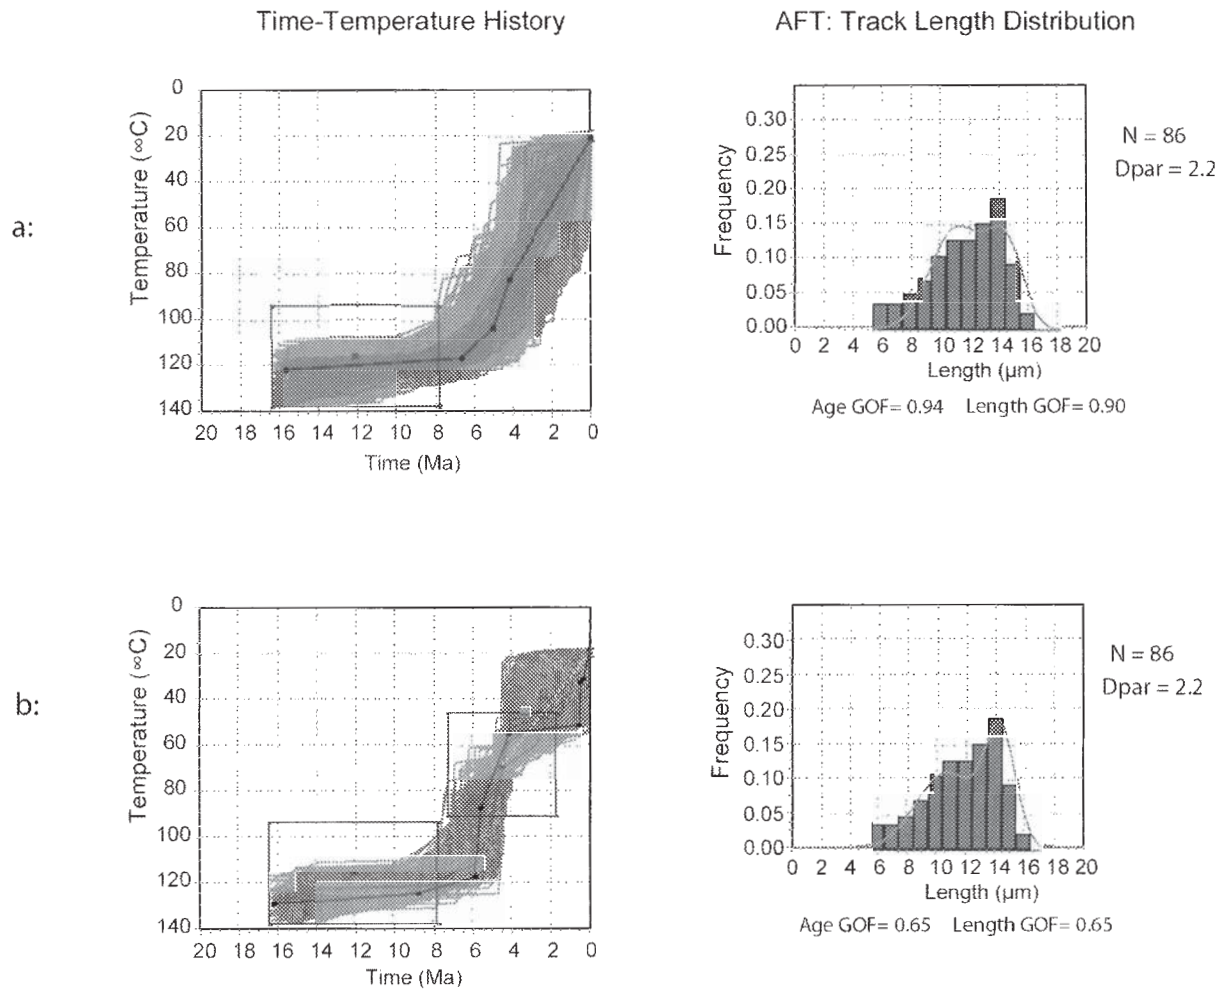 Time-Temperature History
AFT: Track Length Distribution
a:
Temperature (∞C)
0
20
40
60
80
100
120
140
20 18 16 14 12 10 8 6 4 2 0
Time (Ma)
Frequency
0.30
0.25
0.20
0.15
0.10
0.05
0.00
0 2 4 6 8 10 12 14 16 18 20
Length (µm)
N = 86
Dpar = 2.2
Age GOF= 0.94 Length GOF= 0.90
b:
Temperature (∞C)
0
20
40
60
80
100
120
140
20 18 16 14 12 10 8 6 4 2 0
Time (Ma)
Frequency
0.30
0.25
0.20
0.15
0.10
0.05
0.00
0 2 4 6 8 10 12 14 16 18 20
Length (µm)
N = 86
Dpar = 2.2
Age GOF= 0.65 Length GOF= 0.65